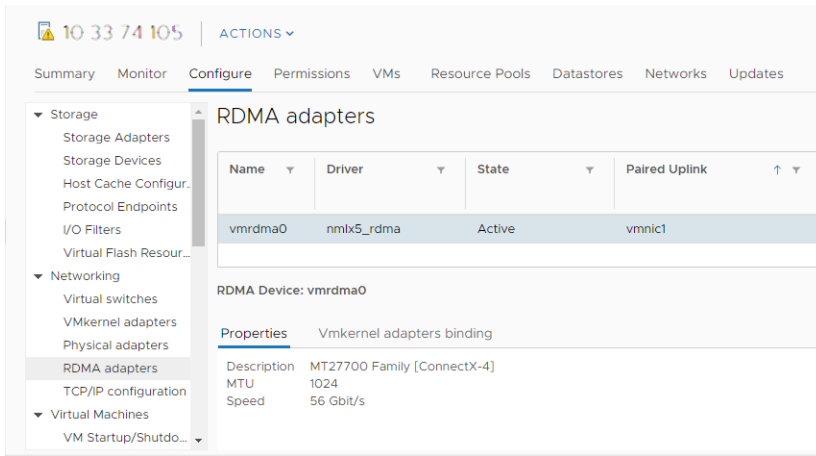 10 33 74 105 ACTIONS
Summary Monitor Configure Permissions VMs Resource Pools Datastores Networks Updates
Storage
Storage Adapters
Storage Devices
Host Cache Configur.
Protocol Endpoints
I/O Filters
Virtual Flash Resour...
Networking
Virtual switches
VMkernel adapters
Physical adapters
RDMA adapters
TCP/IP configuration
Virtual Machines
VM Startup/Shutdo...
RDMA adapters
Name Driver State Paired Uplink
vmrdma0 nmlx5_rdma Active vmnic1
RDMA Device: vmrdma0
Properties Vmkernel adapters binding
Description MT27700 Family [ConnectX-4]
MTU 1024
Speed 56 Gbit/s